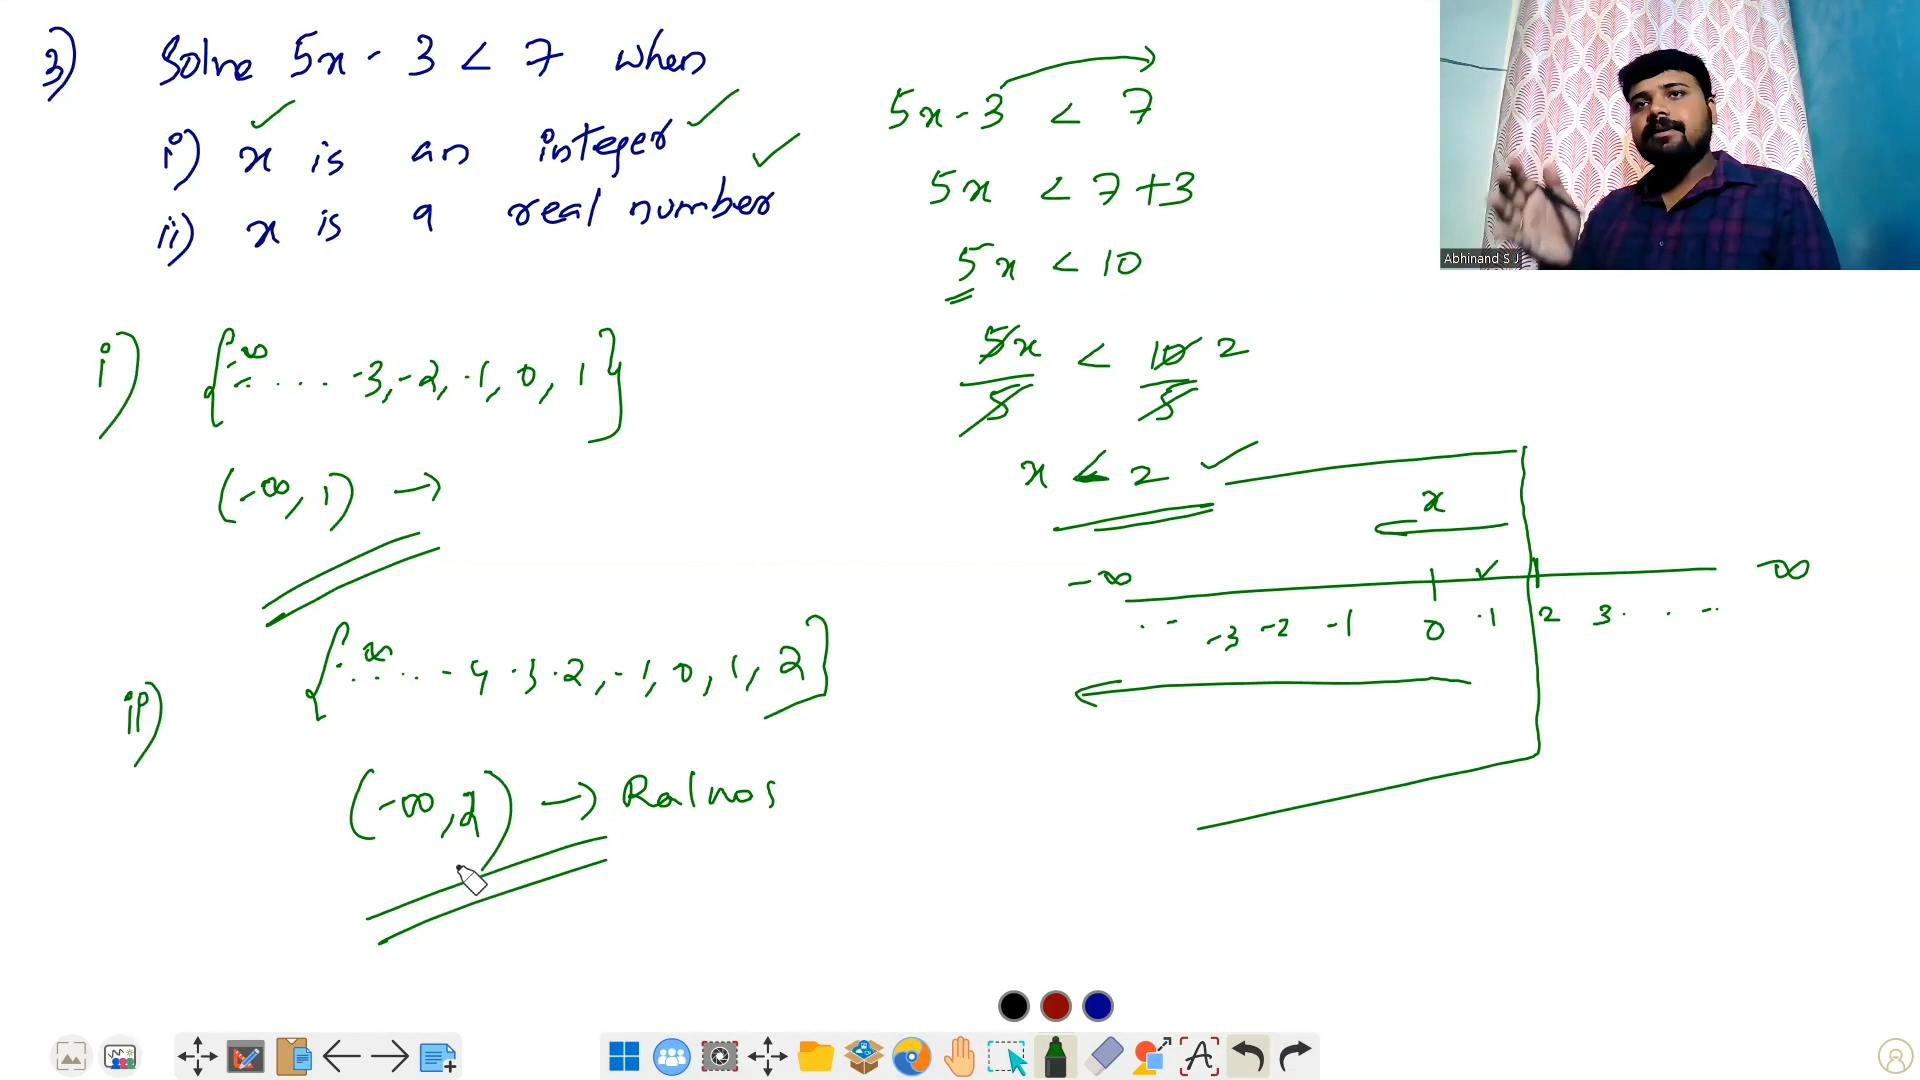 3) Solve 5x - 3 < 7 when
i) x is an integer
ii) x is a real number
i) { -∞ . . . -3, -2, -1, 0, 1 }
(-∞, 1) →
ii) { ∞ . . . . -4 -3 -2, -1, 0, 1, 2 }
(-∞, 2) → Ral nos
5x - 3 < 7
5x < 7 + 3
5x < 10
5x < 10 2
5 5
x < 2
x
-∞ ∞
. . -3 -2 -1 0 1 2 3 . . .
Abhinand S J